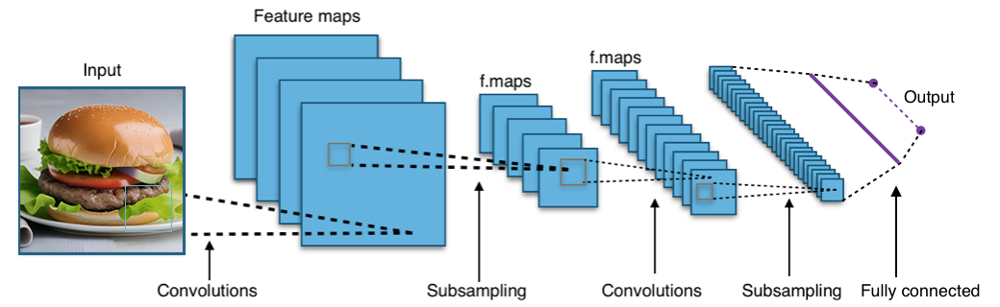 Feature maps
Input
f.maps
f.maps
Output
Convolutions
Subsampling
Convolutions
Subsampling
Fully connected